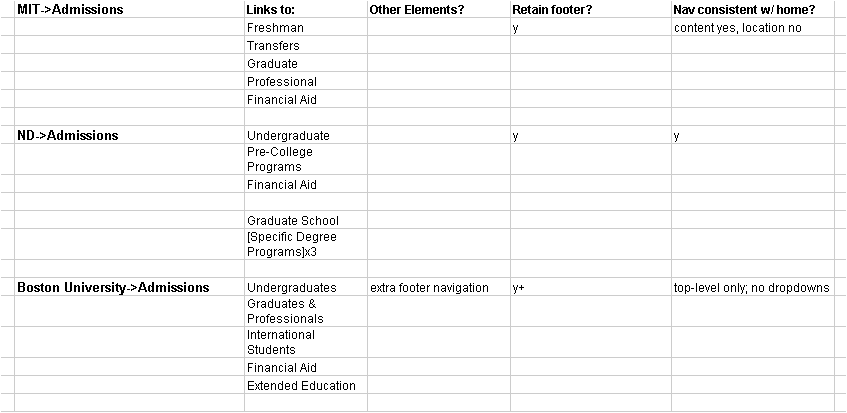 MIT->Admissions Links to: Other Elements? Retain footer? Nav consistent w/ home?
Freshman y content yes, location no
Transfers
Graduate
Professional
Financial Aid
ND->Admissions Undergraduate y y
Pre-College
Programs
Financial Aid
Graduate School
[Specific Degree
Programs]x3
Boston University->Admissions Undergraduates extra footer navigation y+ top-level only; no dropdowns
Graduates &
Professionals
International
Students
Financial Aid
Extended Education